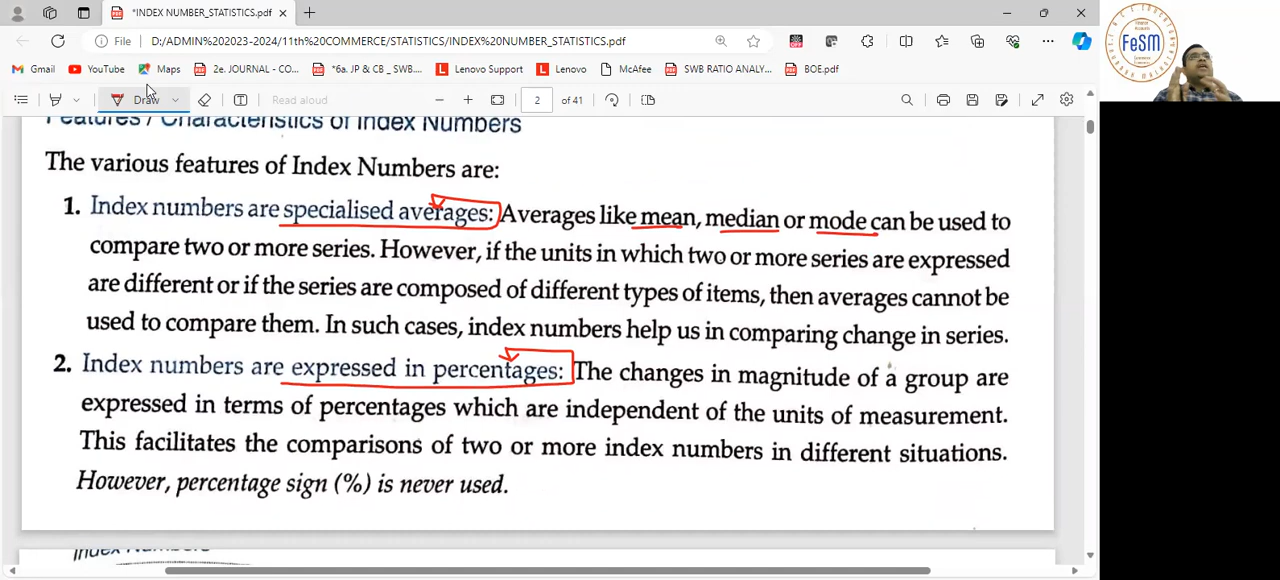 *INDEX NUMBER_STATISTICS.pdf
File D:/ADMIN%202023-2024/11th%20COMMERCE/STATISTICS/INDEX%20NUMBER_STATISTICS.pdf
Gmail YouTube Maps 2e. JOURNAL - CO... *6a. JP & CB _ SWB... Lenovo Support Lenovo McAfee SWB RATIO ANALY... BOE.pdf
Draw Read aloud 2 of 41
FeSM
Features / Characteristics of Index Numbers
The various features of Index Numbers are:
1. Index numbers are specialised averages: Averages like mean, median or mode can be used to
compare two or more series. However, if the units in which two or more series are expressed
are different or if the series are composed of different types of items, then averages cannot be
used to compare them. In such cases, index numbers help us in comparing change in series.
2. Index numbers are expressed in percentages: The changes in magnitude of a group are
expressed in terms of percentages which are independent of the units of measurement.
This facilitates the comparisons of two or more index numbers in different situations.
However, percentage sign (%) is never used.
Index Numbers